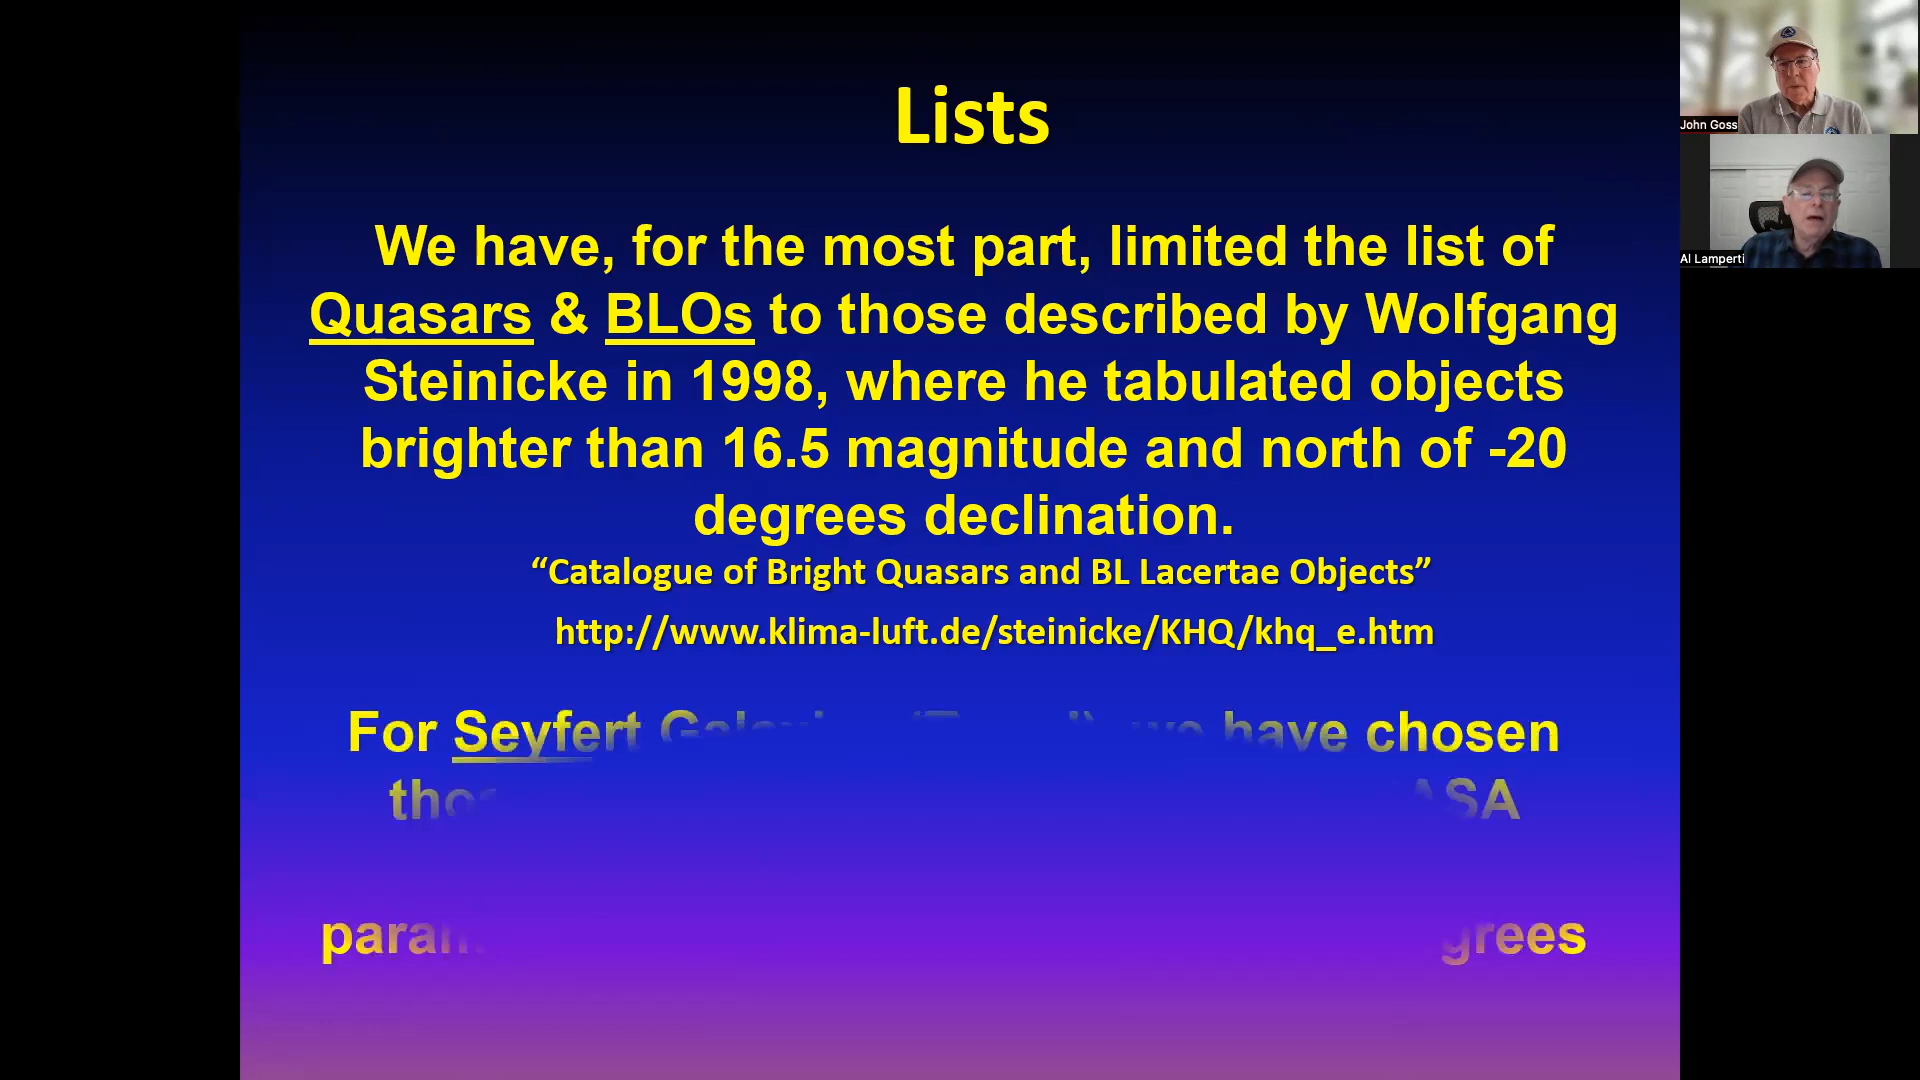 Lists
We have, for the most part, limited the list of
Quasars & BLOs to those described by Wolfgang
Steinicke in 1998, where he tabulated objects
brighter than 16.5 magnitude and north of -20
degrees declination.
“Catalogue of Bright Quasars and BL Lacertae Objects”
http://www.klima-luft.de/steinicke/KHQ/khq_e.htm
For Seyfert we have chosen
John Goss
Al Lamperti